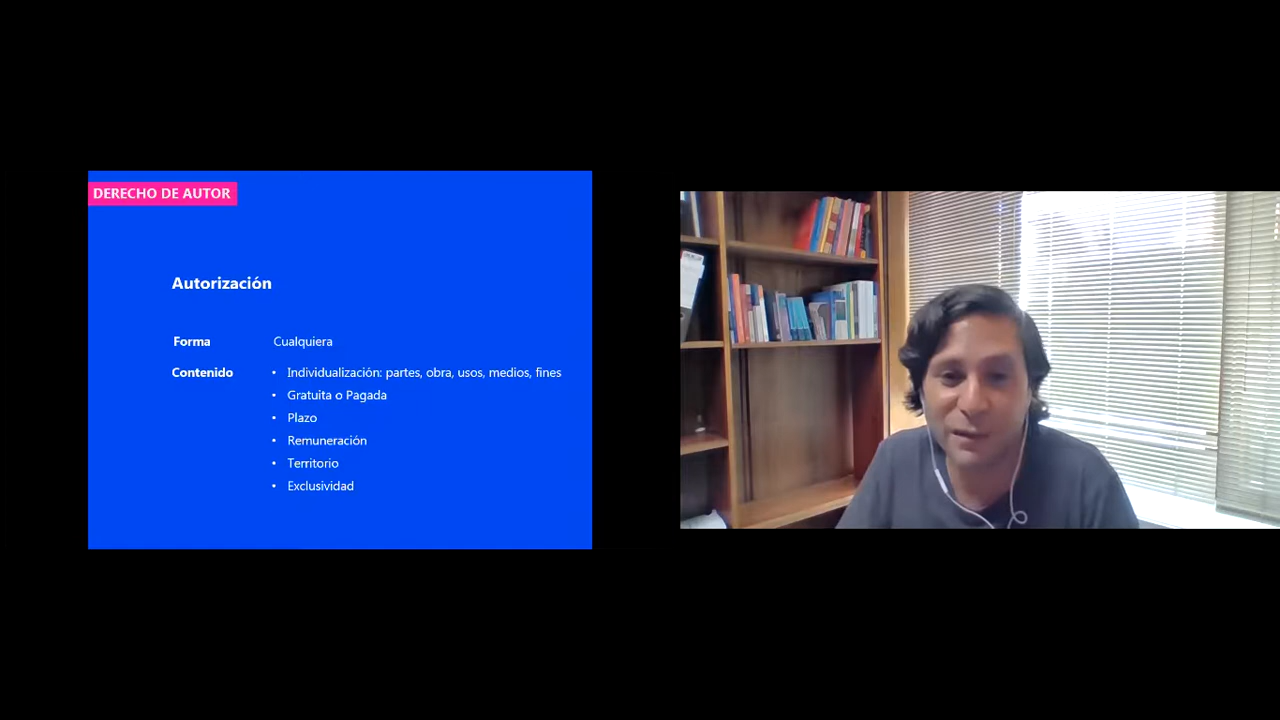 DERECHO DE AUTOR
Autorización
Forma Cualquiera
Contenido • Individualización: partes, obra, usos, medios, fines
• Gratuita o Pagada
• Plazo
• Remuneración
• Territorio
• Exclusividad